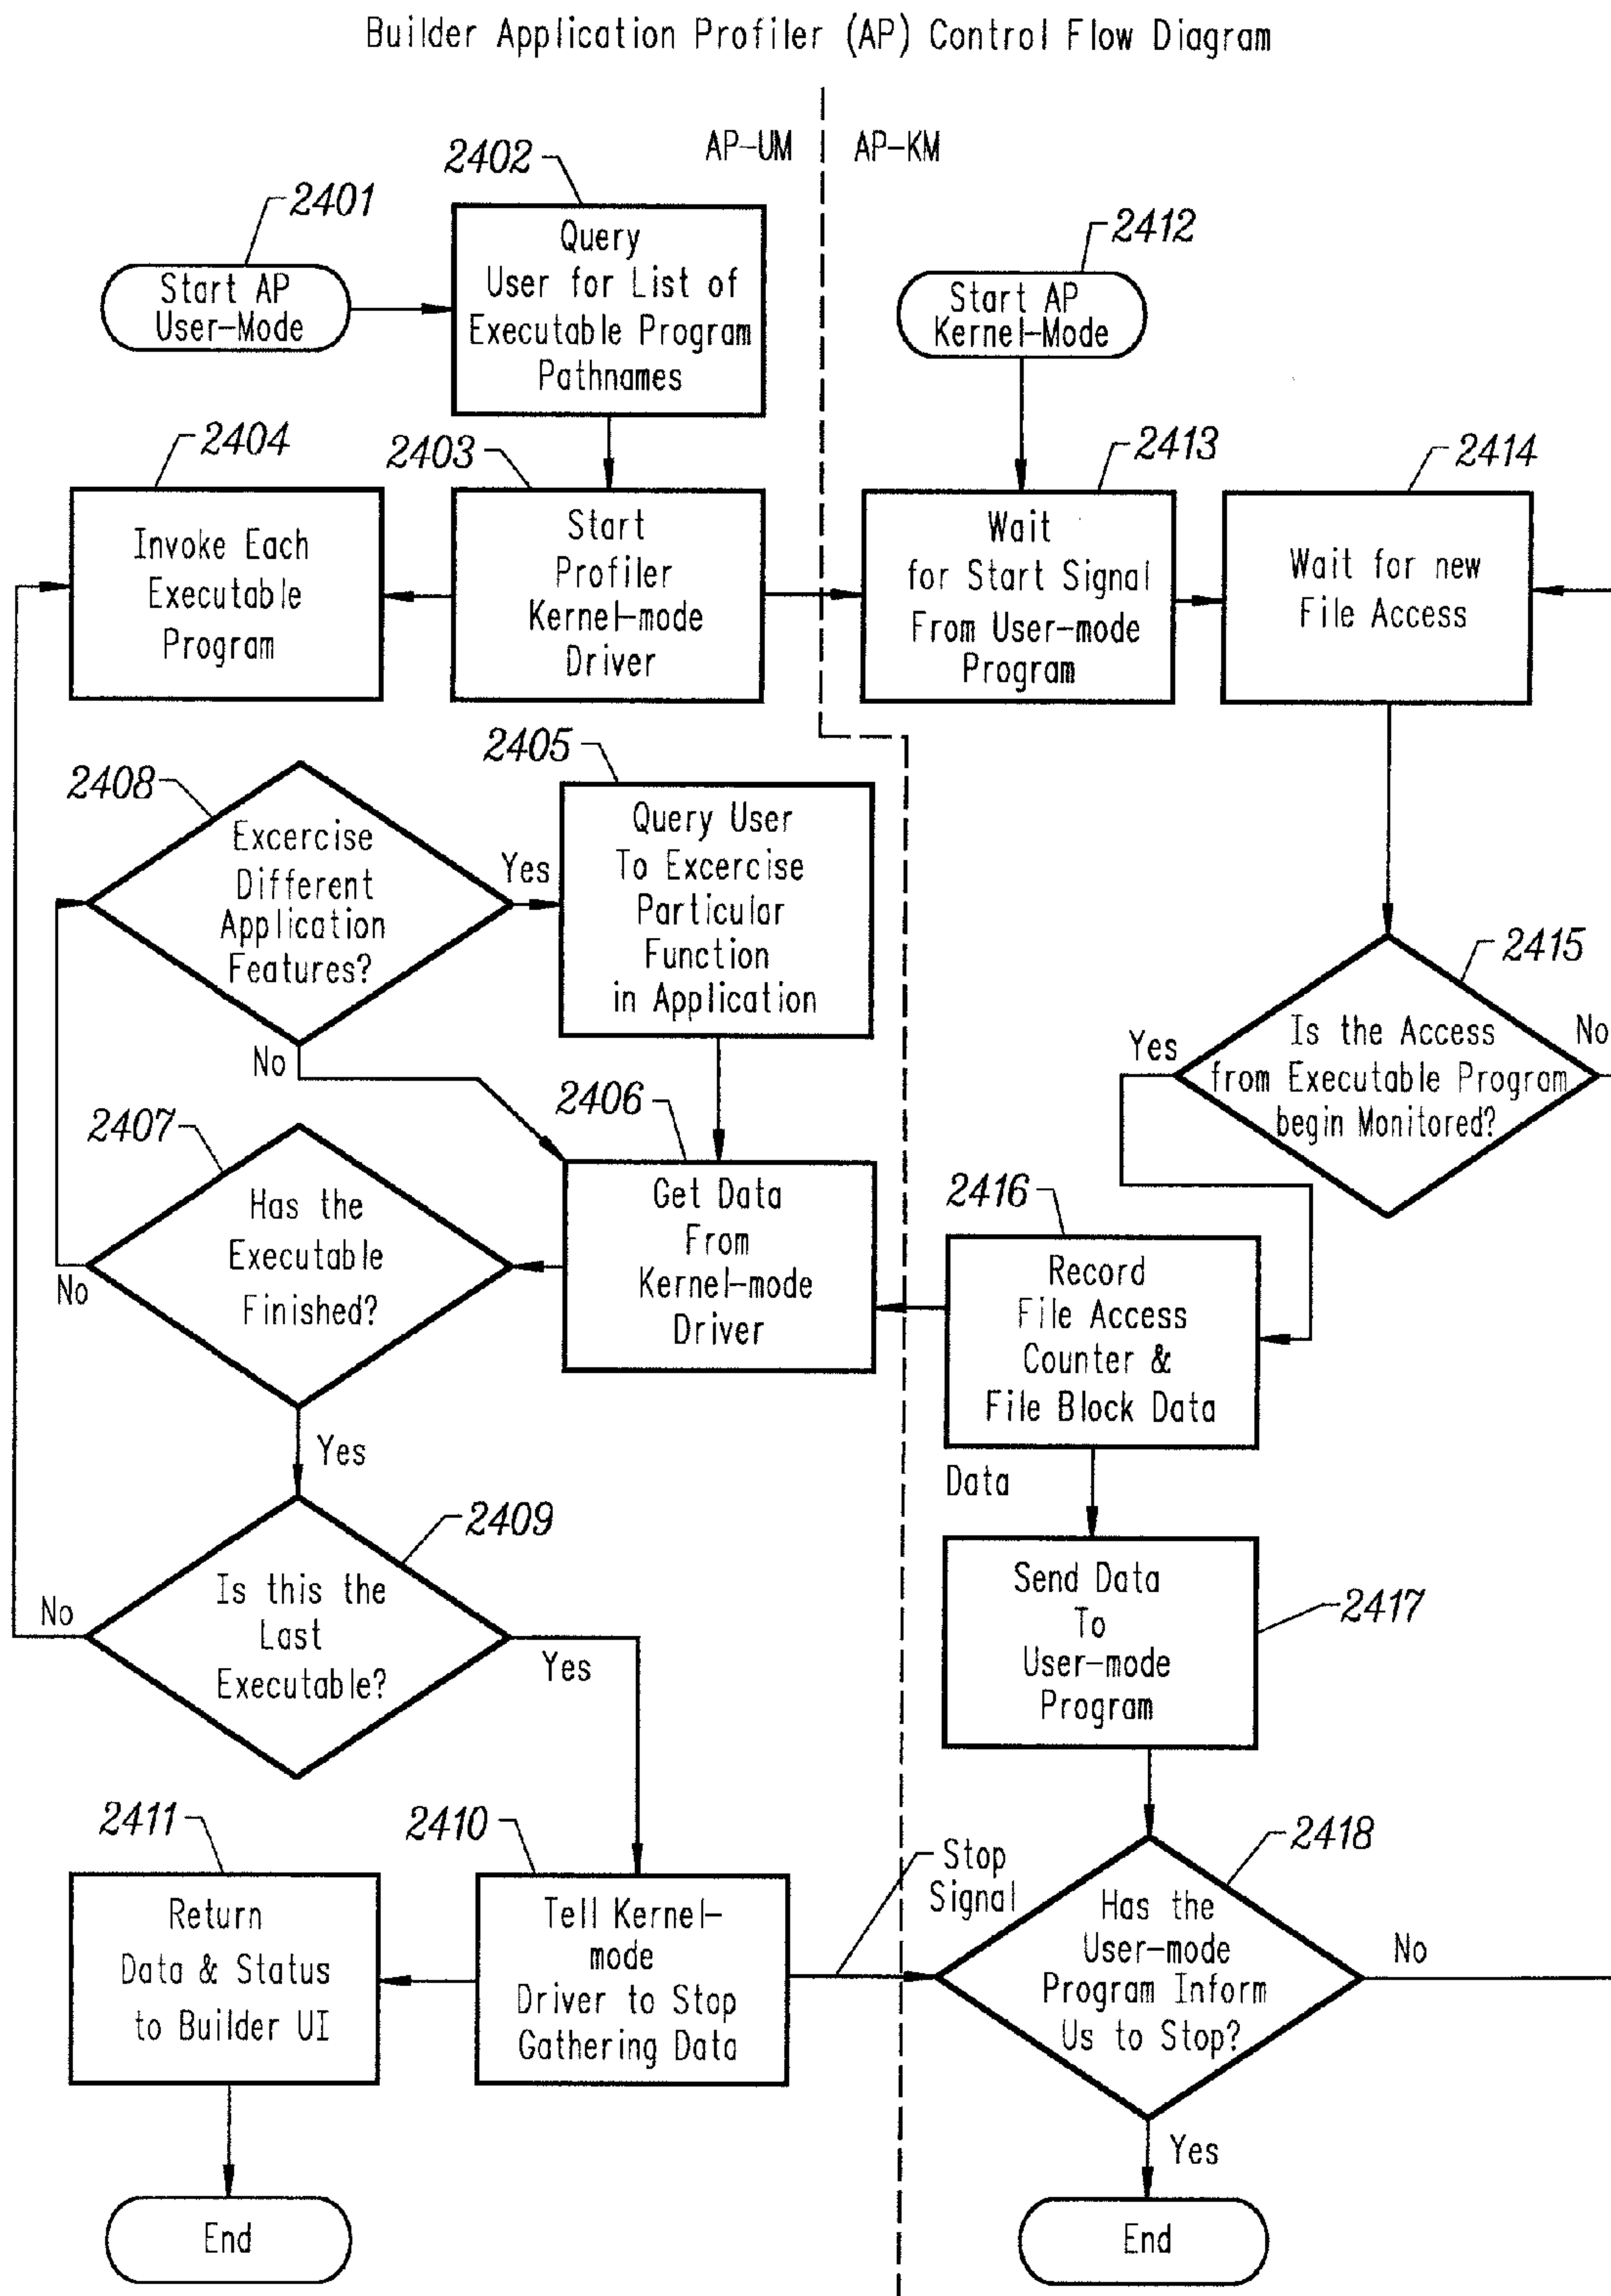 Builder Application Profiler (AP) Control Flow Diagram
AP-UM
AP-KM
2401
Start AP
User-Mode
2402
Query
User for List of
Executable Program
Pathnames
2412
Start AP
Kernel-Mode
2404
Invoke Each
Executable
Program
2403
Start
Profiler
Kernel-mode
Driver
2413
Wait
for Start Signal
From User-mode
Program
2414
Wait for new
File Access
2408
Excercise
Different
Application
Features?
Yes
No
2405
Query User
To Excercise
Particular
Function
in Application
2415
Is the Access
from Executable Program
begin Monitored?
Yes
No
2407
Has the
Executable
Finished?
No
Yes
2406
Get Data
From
Kernel-mode
Driver
2416
Record
File Access
Counter &
File Block Data
Data
2409
Is this the
Last
Executable?
No
Yes
2417
Send Data
To
User-mode
Program
2411
Return
Data & Status
to Builder UI
2410
Tell Kernel-
mode
Driver to Stop
Gathering Data
Stop
Signal
2418
Has the
User-mode
Program Inform
Us to Stop?
No
Yes
End
End